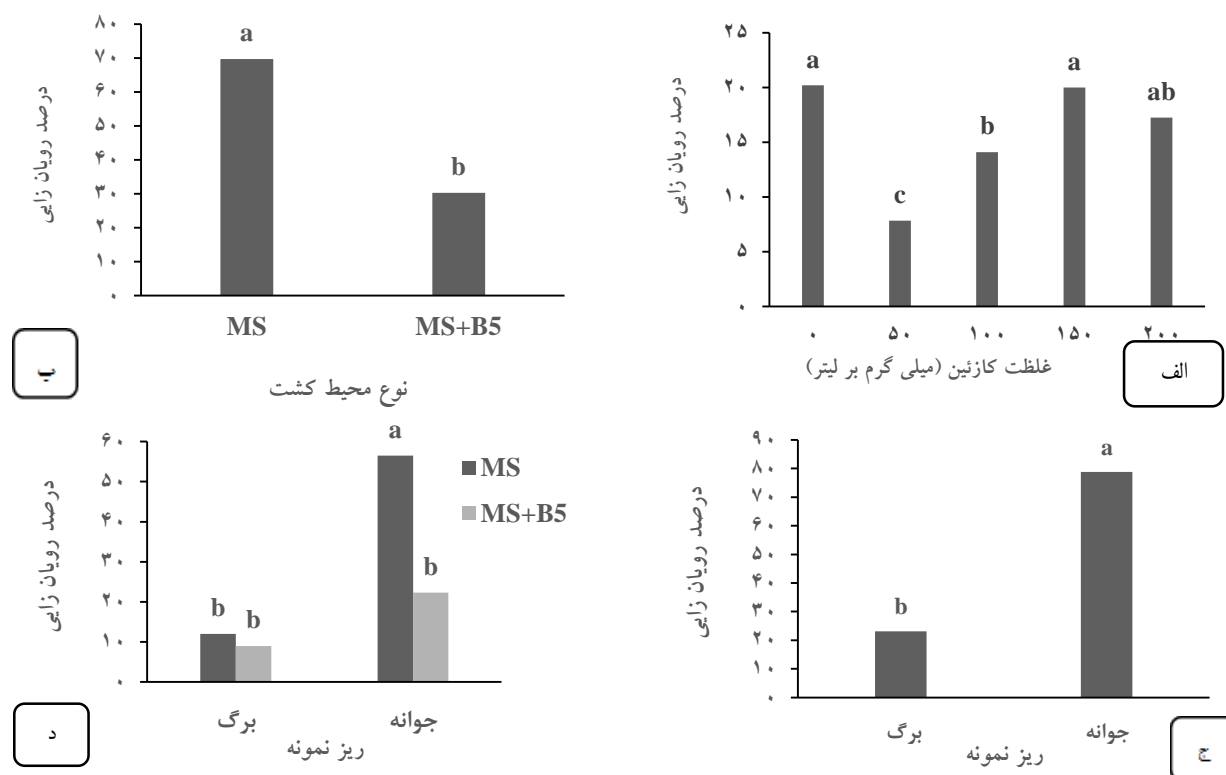 درصد رویان زایی
۲۵
۲۰
۱۵
۱۰
۵
۰
a
c
b
a
ab
۰ ۵۰ ۱۰۰ ۱۵۰ ۲۰۰
غلظت کازئین (میلی گرم بر لیتر)
الف
درصد رویان زایی
۸۰
۷۰
۶۰
۵۰
۴۰
۳۰
۲۰
۱۰
۰
a
b
MS MS+B5
نوع محیط کشت
ب
درصد رویان زایی
۹۰
۸۰
۷۰
۶۰
۵۰
۴۰
۳۰
۲۰
۱۰
۰
b
a
برگ جوانه
ریز نمونه
ج
درصد رویان زایی
۶۰
۵۰
۴۰
۳۰
۲۰
۱۰
۰
b b
a
b
MS
MS+B5
برگ جوانه
ریز نمونه
د